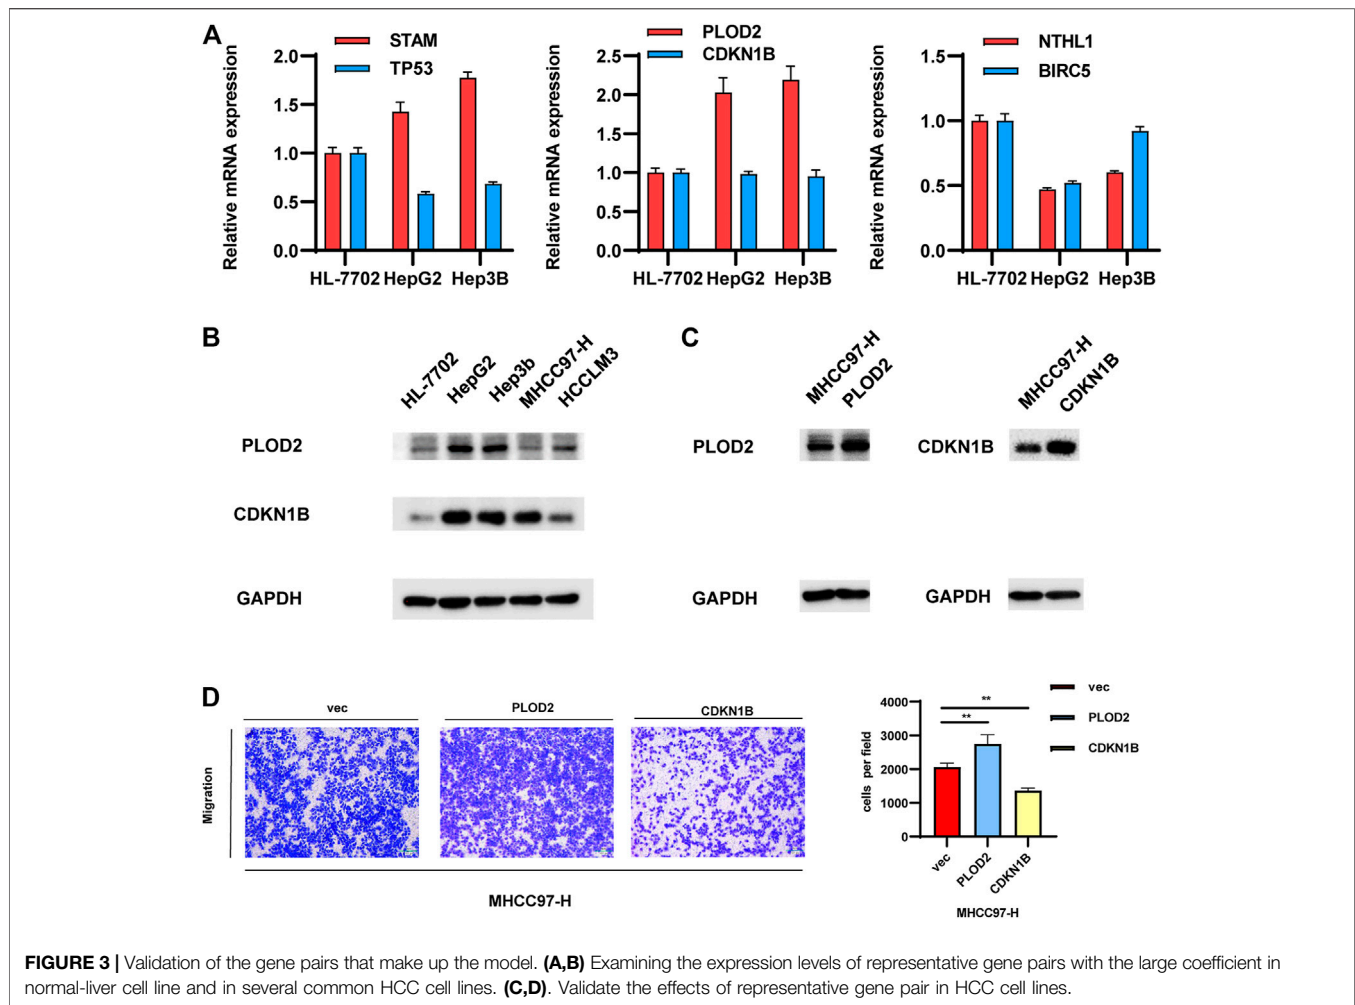 A
STAM
TP53
Relative mRNA expression
2.0
1.5
1.0
0.5
0.0
HL-7702 HepG2 Hep3B
PLOD2
CDKN1B
Relative mRNA expression
2.5
2.0
1.5
1.0
0.5
0.0
HL-7702 HepG2 Hep3B
NTHL1
BIRC5
Relative mRNA expression
1.5
1.0
0.5
0.0
HL-7702 HepG2 Hep3B
B
HL-7702
HepG2
Hep3b
MHCC97-H
HCCLM3
PLOD2
CDKN1B
GAPDH
C
MHCC97-H
PLOD2
PLOD2
GAPDH
MHCC97-H
CDKN1B
CDKN1B
GAPDH
D
vec
PLOD2
CDKN1B
Migration
MHCC97-H
cells per field
4000
3000
2000
1000
0
**
**
vec
PLOD2
CDKN1B
MHCC97-H
vec
PLOD2
CDKN1B
FIGURE 3 | Validation of the gene pairs that make up the model. (A,B) Examining the expression levels of representative gene pairs with the large coefficient in
normal-liver cell line and in several common HCC cell lines. (C,D). Validate the effects of representative gene pair in HCC cell lines.